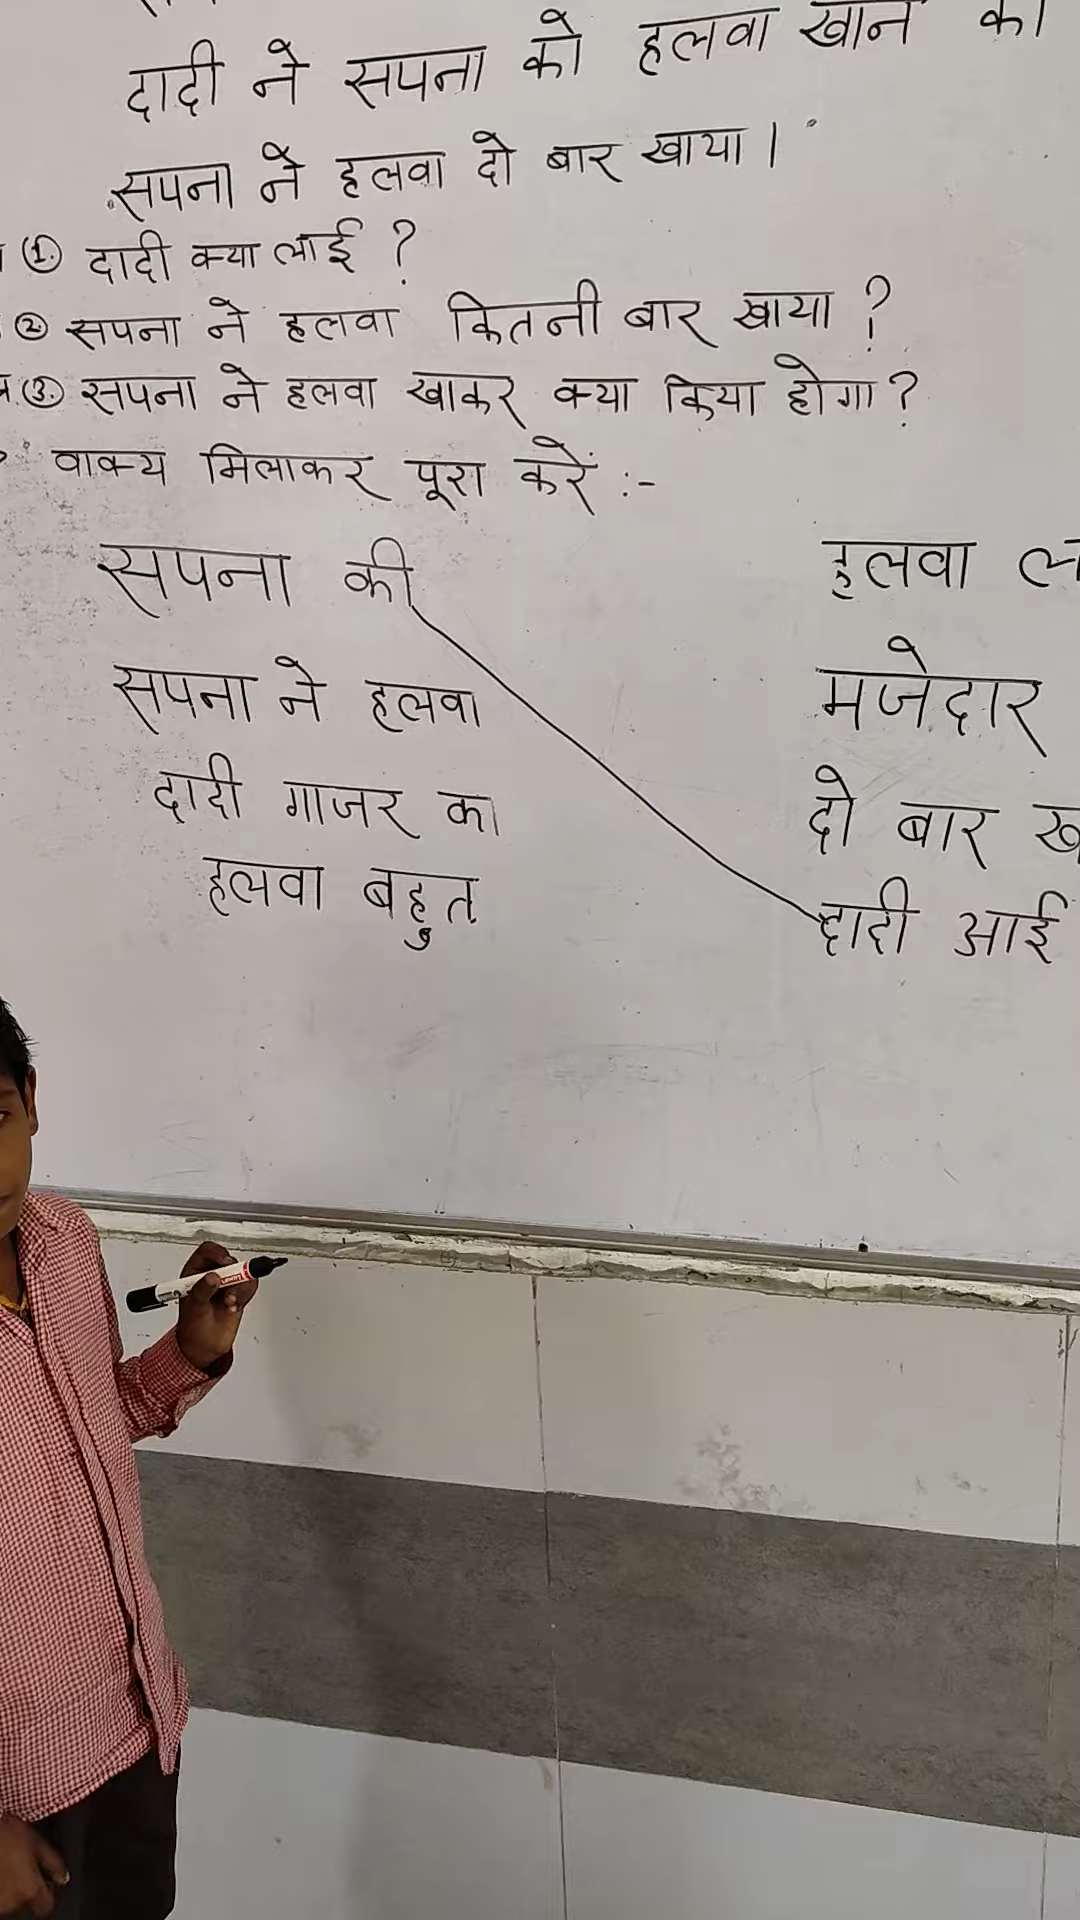 दादी ने सपना को हलवा खाने को
सपना ने हलवा दो बार खाया।
① दादी क्या लाई ?
② सपना ने हलवा कितनी बार खाया ?
③ सपना ने हलवा खाकर क्या किया होगा ?
वाक्य मिलाकर पूरा करें :-
सपना की हलवा
सपना ने हलवा मजेदार
दादी गाजर का दो बार
हलवा बहुत दादी आई